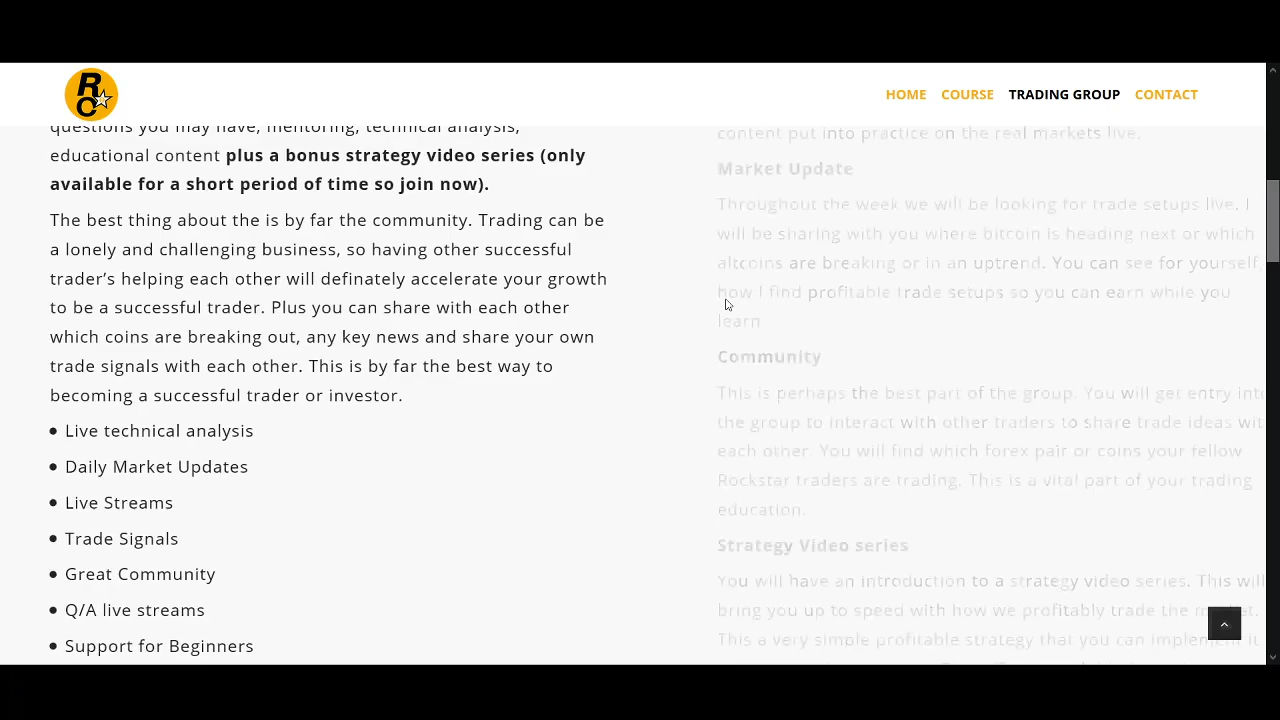 RC
HOME COURSE TRADING GROUP CONTACT
questions you may have, mentoring, technical analysis,
educational content plus a bonus strategy video series (only
available for a short period of time so join now).
The best thing about the is by far the community. Trading can be
a lonely and challenging business, so having other successful
trader’s helping each other will definately accelerate your growth
to be a successful trader. Plus you can share with each other
which coins are breaking out, any key news and share your own
trade signals with each other. This is by far the best way to
becoming a successful trader or investor.
Live technical analysis
Daily Market Updates
Live Streams
Trade Signals
Great Community
Q/A live streams
Support for Beginners
content put into practice on the real markets live.
Market Update
Throughout the week we will be looking for trade setups live. I
will be sharing with you where bitcoin is heading next or which
altcoins are breaking or in an uptrend. You can see for yourself,
how I find profitable trade setups so you can earn while you
learn
Community
This is perhaps the best part of the group. You will get entry int
the group to interact with other traders to share trade ideas wit
each other. You will find which forex pair or coins your fellow
Rockstar traders are trading. This is a vital part of your trading
education.
Strategy Video series
You will have an introduction to a strategy video series. This will
bring you up to speed with how we profitably trade the market.
This a very simple profitable strategy that you can implement it